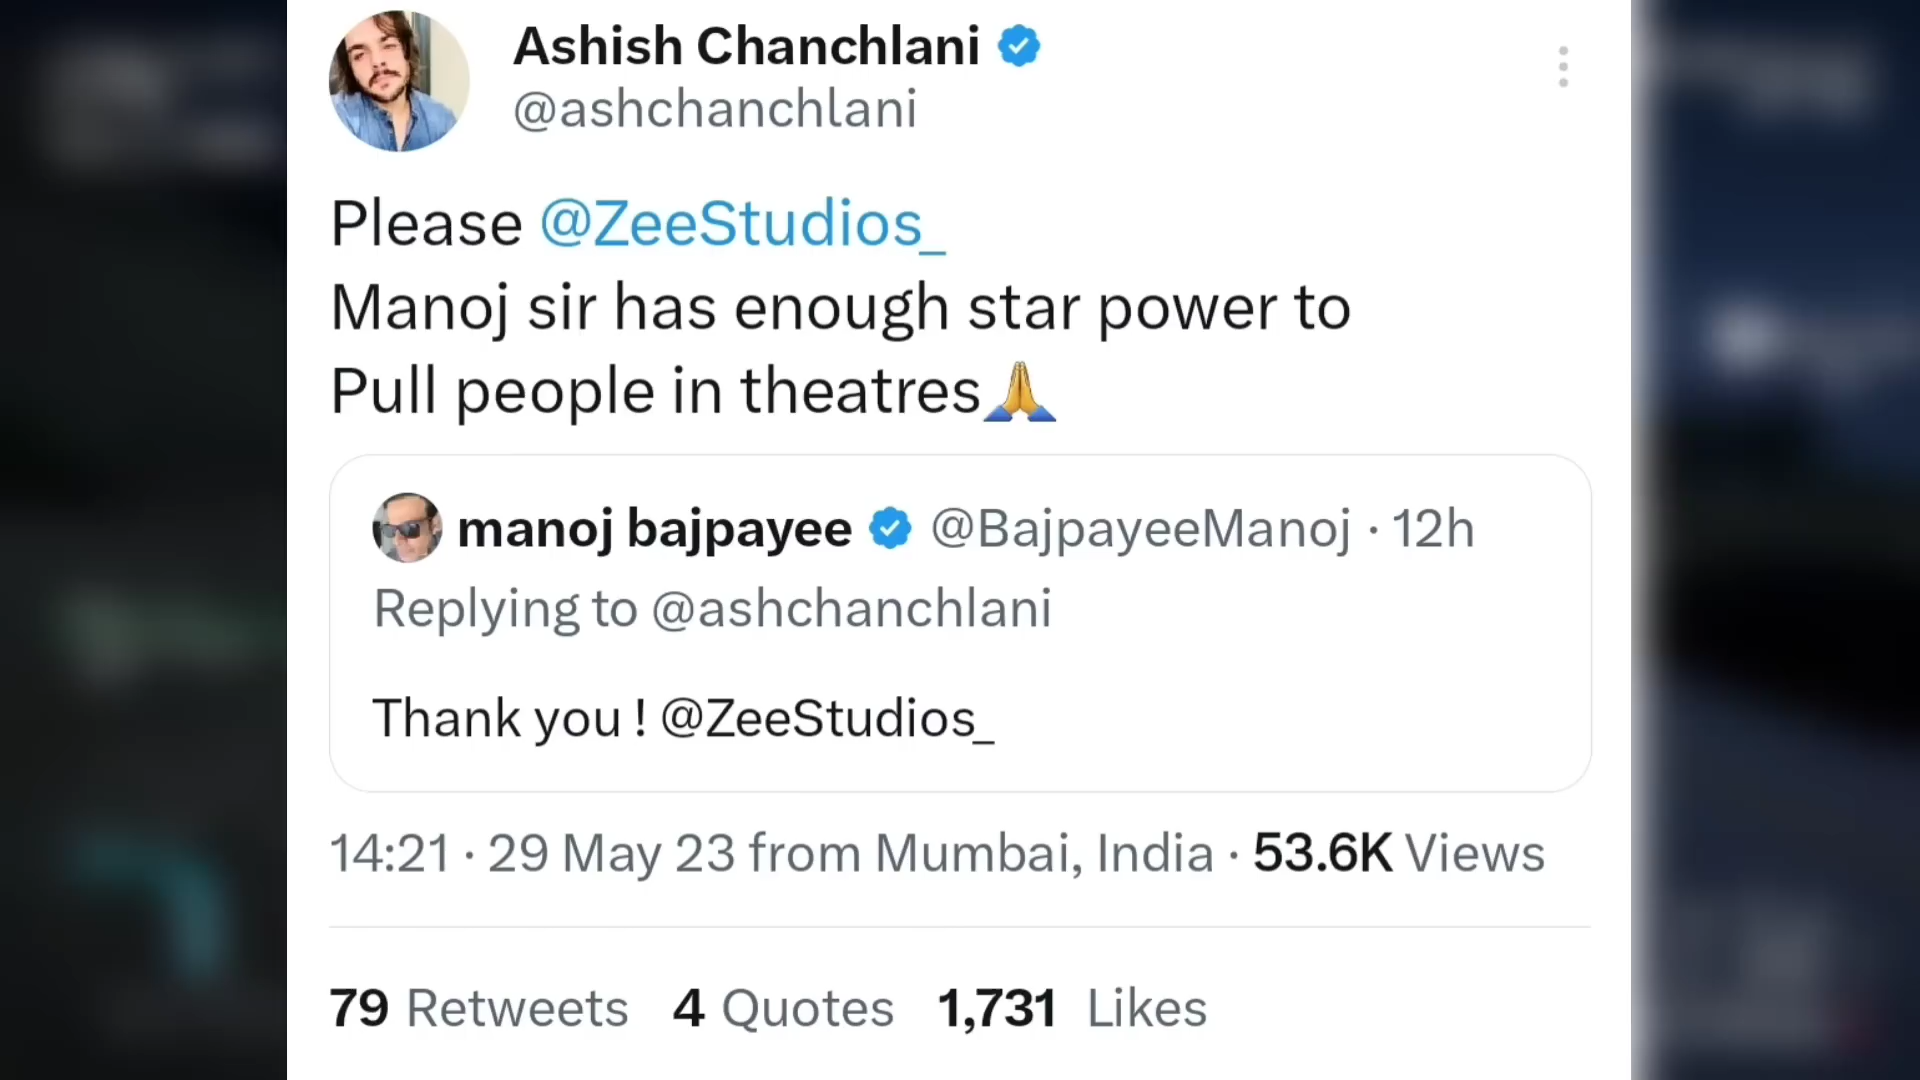 Ashish Chanchlani
@ashchanchlani
Please @ZeeStudios_
Manoj sir has enough star power to
Pull people in theatres🙏
manoj bajpayee @BajpayeeManoj · 12h
Replying to @ashchanchlani
Thank you ! @ZeeStudios_
14:21 · 29 May 23 from Mumbai, India · 53.6K Views
79 Retweets 4 Quotes 1,731 Likes